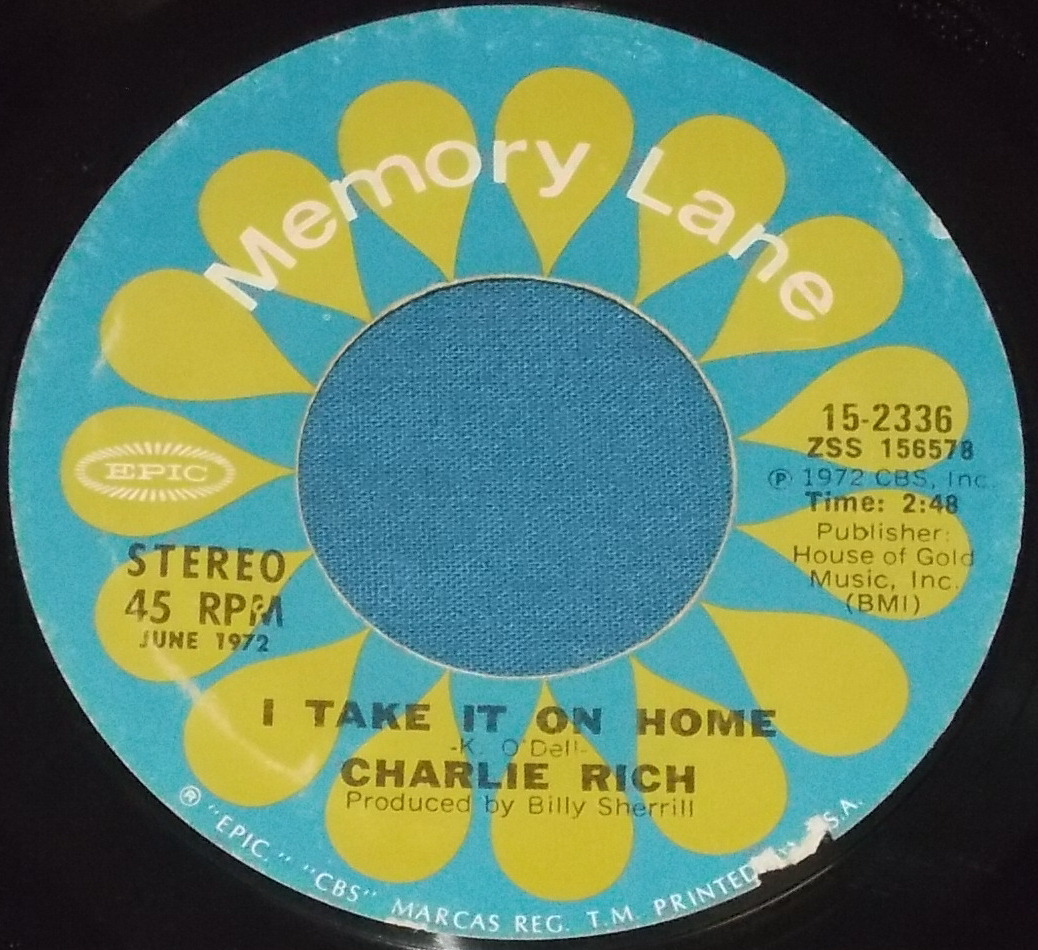 Memory Lane
EPIC
STEREO
45 RPM
JUNE 1972
15-2336
ZSS 156578
Ⓟ 1972 CBS, Inc.
Time: 2:48
Publisher:
House of Gold
Music, Inc.
(BMI)
I TAKE IT ON HOME
-K. O'Dell-
CHARLIE RICH
Produced by Billy Sherrill
® "EPIC." "CBS" MARCAS REG. T.M. PRINTED U.S.A.